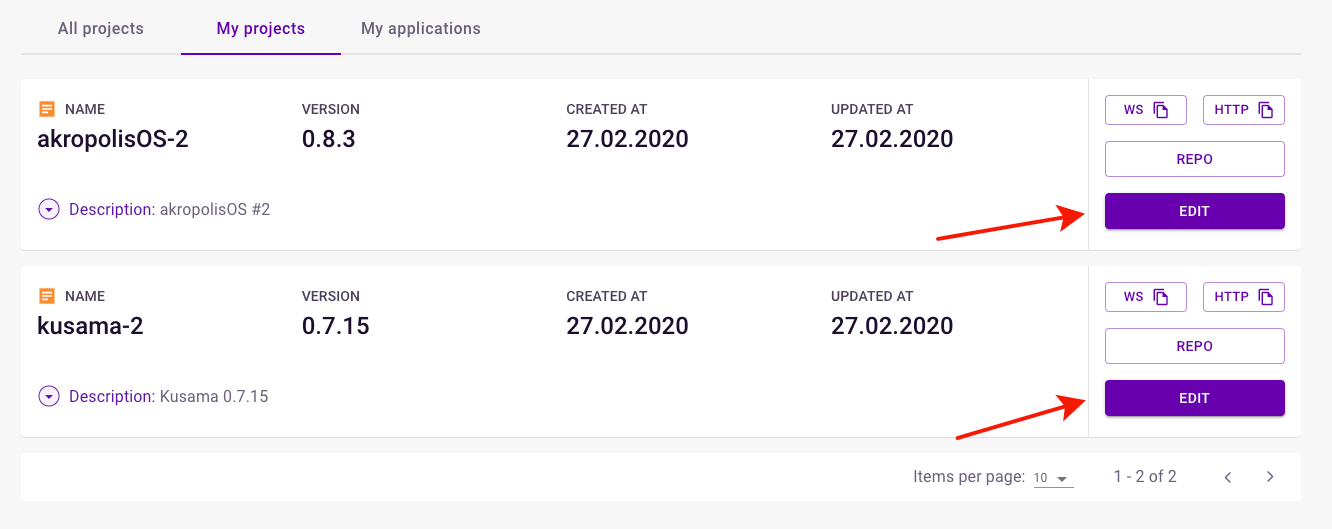 All projects My projects My applications
NAME VERSION CREATED AT UPDATED AT WS HTTP
akropolisOS-2 0.8.3 27.02.2020 27.02.2020
REPO
Description: akropolisOS #2 EDIT
NAME VERSION CREATED AT UPDATED AT WS HTTP
kusama-2 0.7.15 27.02.2020 27.02.2020
REPO
Description: Kusama 0.7.15 EDIT
Items per page: 10 1 - 2 of 2